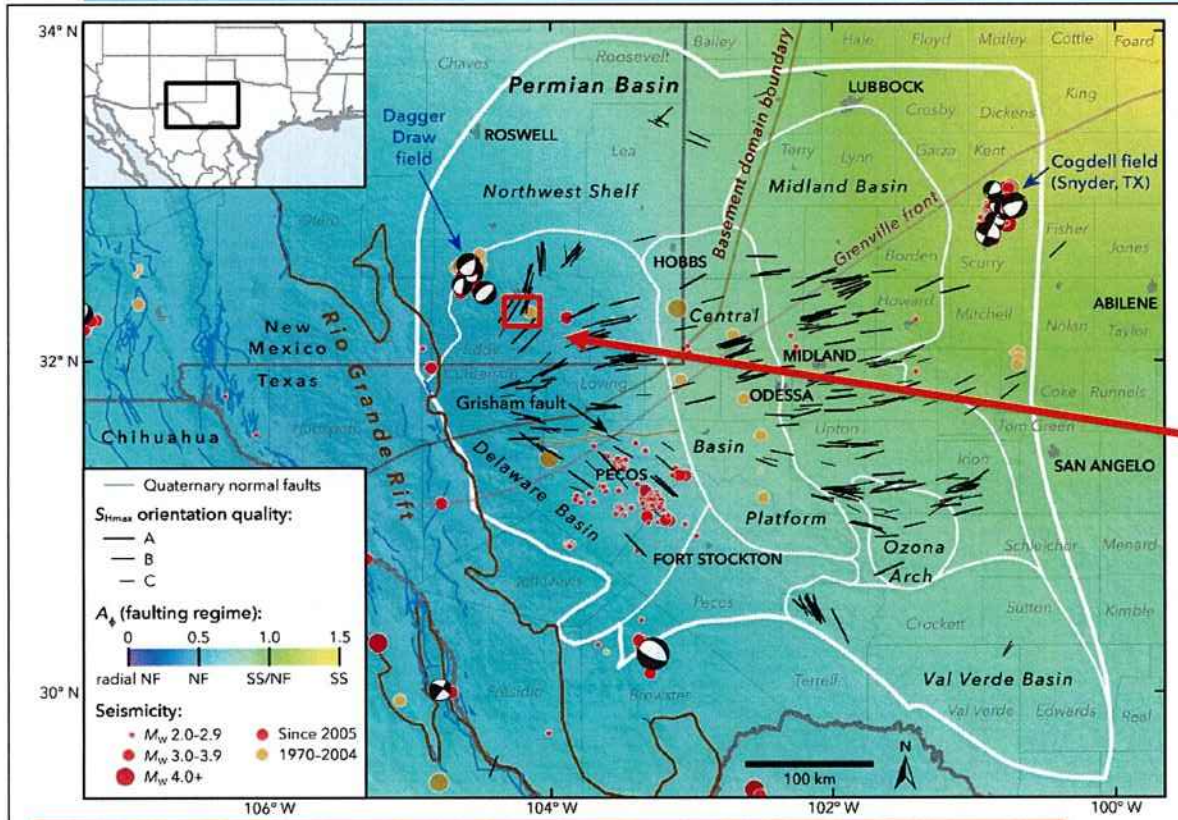 34° N
32° N
30° N
106° W
104° W
102° W
100° W
Permian Basin
Dagger
Draw
field
ROSWELL
Northwest Shelf
Chaves
Roosevelt
Lea
Bailey
Hale
Floyd
Motley
Cottle
Foard
LUBBOCK
Crosby
Dickens
King
Terry
Lynn
Garza
Kent
Midland Basin
Cogdell field
(Snyder, TX)
Basement domain boundary
Grenville front
Fisher
Jones
Borden
Scurry
HOBBS
Central
Howard
Mitchell
ABILENE
Nolan
Taylor
Otero
New
Mexico
Texas
Rio Grande Rift
Eddy
Culberson
Loving
MIDLAND
ODESSA
Coke
Runnels
Grisham fault
Chihuahua
Hudspeth
Upton
Tom Green
Basin
Irion
SAN ANGELO
Delaware
Basin
PECOS
Platform
FORT STOCKTON
Ozona
Arch
Schleicher
Menard
Jeff Davis
Pecos
Crockett
Sutton
Kimble
Presidio
Brewster
Terrell
Val Verde Basin
Val Verde
Edwards
Real
Quaternary normal faults
SHmax orientation quality:
A
B
C
Aϕ (faulting regime):
0 0.5 1.0 1.5
radial NF NF SS/NF SS
Seismicity:
Mw 2.0-2.9
Mw 3.0-3.9
Mw 4.0+
Since 2005
1970-2004
N
100 km